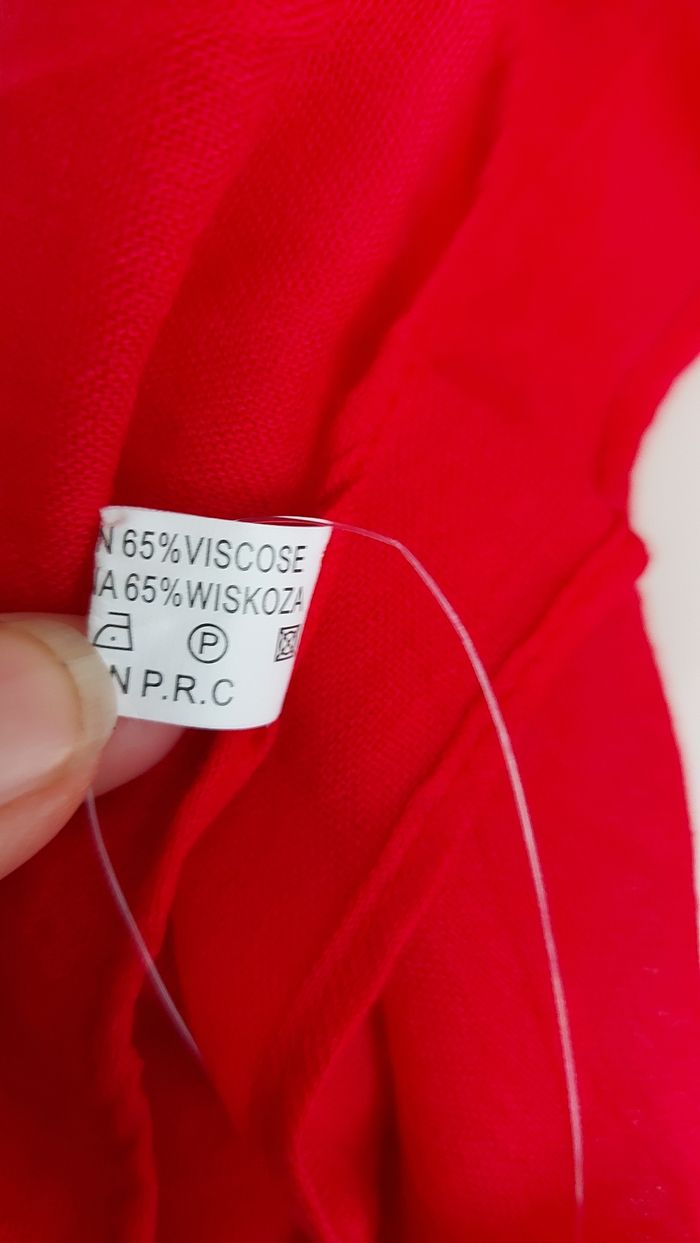 N 65%VISCOSE
A 65%WISKOZA
P
N P.R.C